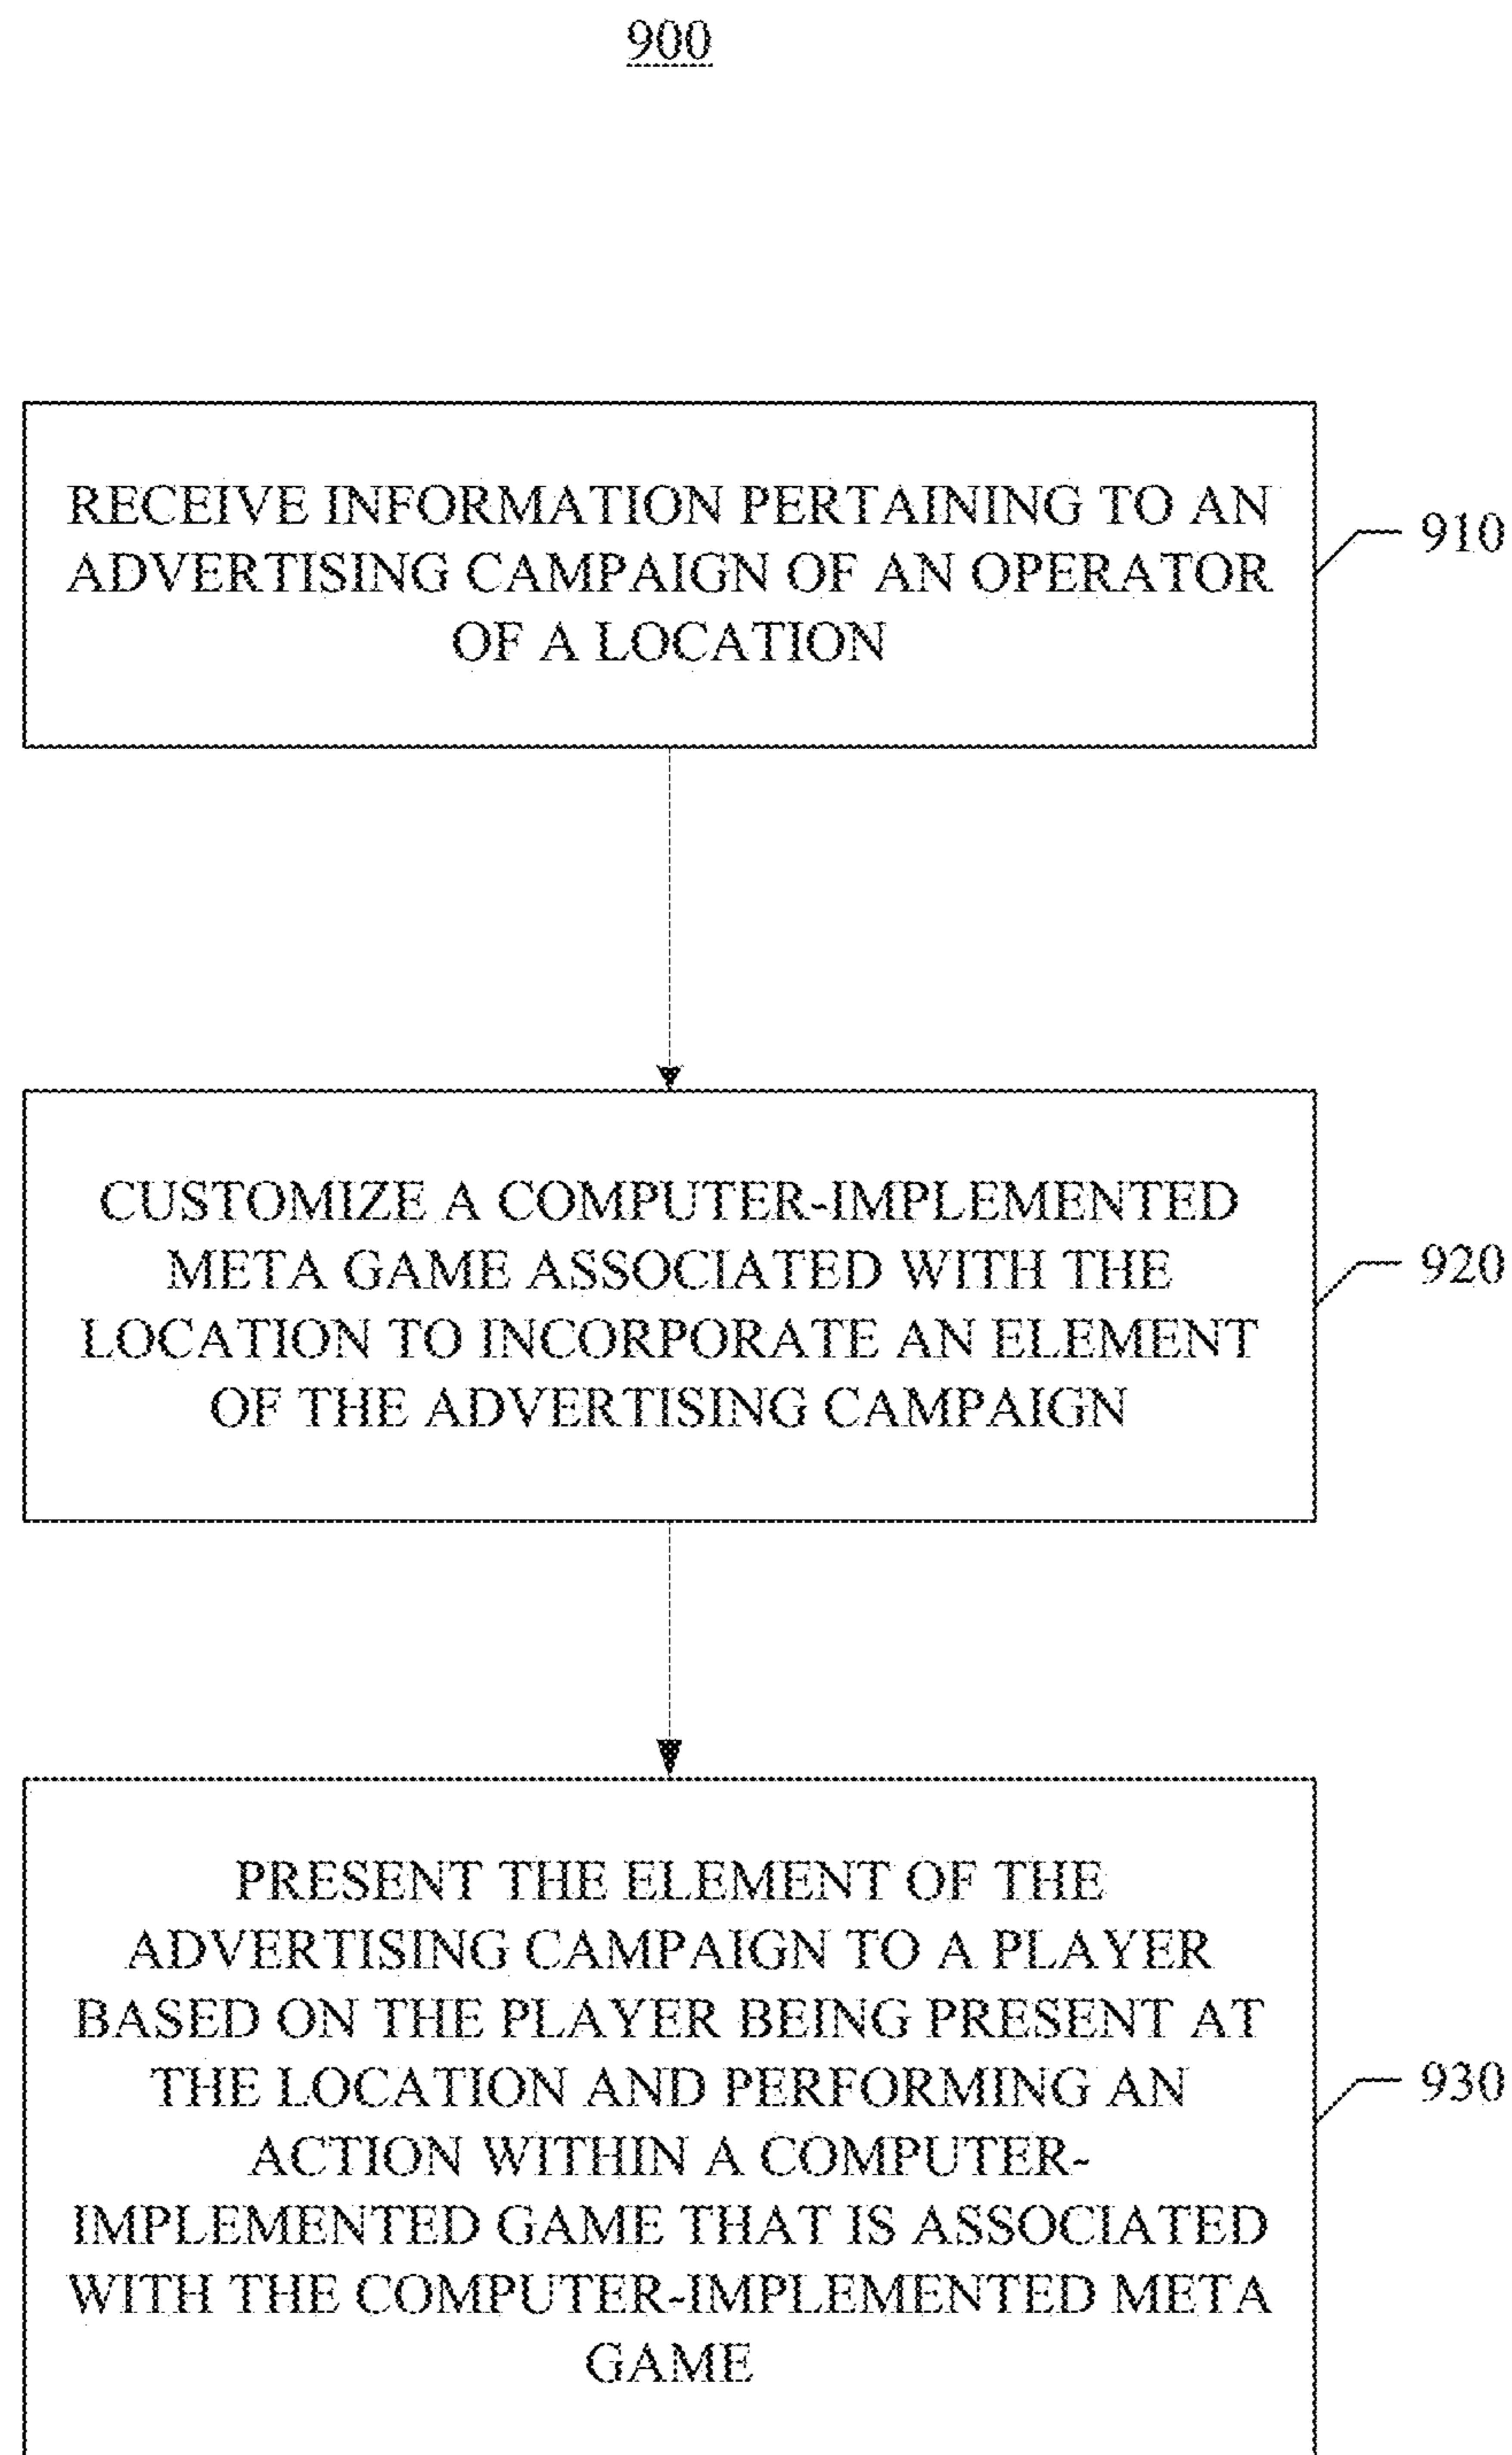 900
RECEIVE INFORMATION PERTAINING TO AN
ADVERTISING CAMPAIGN OF AN OPERATOR
OF A LOCATION
910
CUSTOMIZE A COMPUTER-IMPLEMENTED
META GAME ASSOCIATED WITH THE
LOCATION TO INCORPORATE AN ELEMENT
OF THE ADVERTISING CAMPAIGN
920
PRESENT THE ELEMENT OF THE
ADVERTISING CAMPAIGN TO A PLAYER
BASED ON THE PLAYER BEING PRESENT AT
THE LOCATION AND PERFORMING AN
ACTION WITHIN A COMPUTER-
IMPLEMENTED GAME THAT IS ASSOCIATED
WITH THE COMPUTER-IMPLEMENTED META
GAME
930